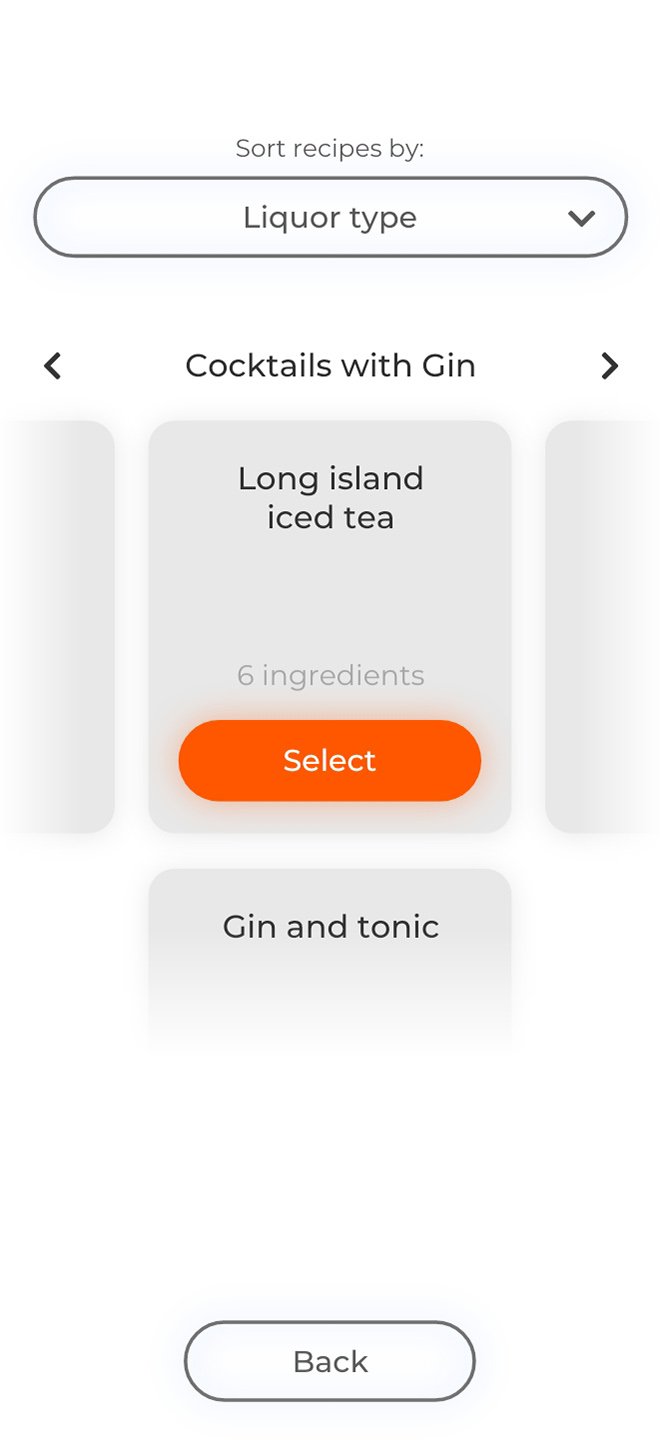 Sort recipes by:
Liquor type
Cocktails with Gin
Long island
iced tea
6 ingredients
Select
Gin and tonic
Back